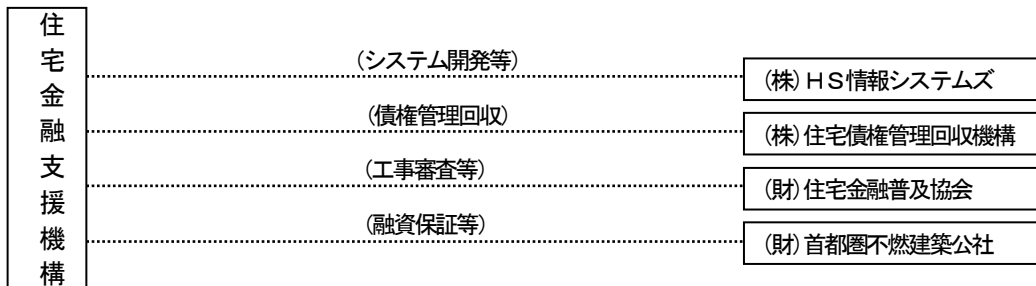 住宅金融支援機構
(システム開発等)
(株)HS情報システムズ
(債権管理回収)
(株)住宅債権管理回収機構
(工事審査等)
(財)住宅金融普及協会
(融資保証等)
(財)首都圏不燃建築公社